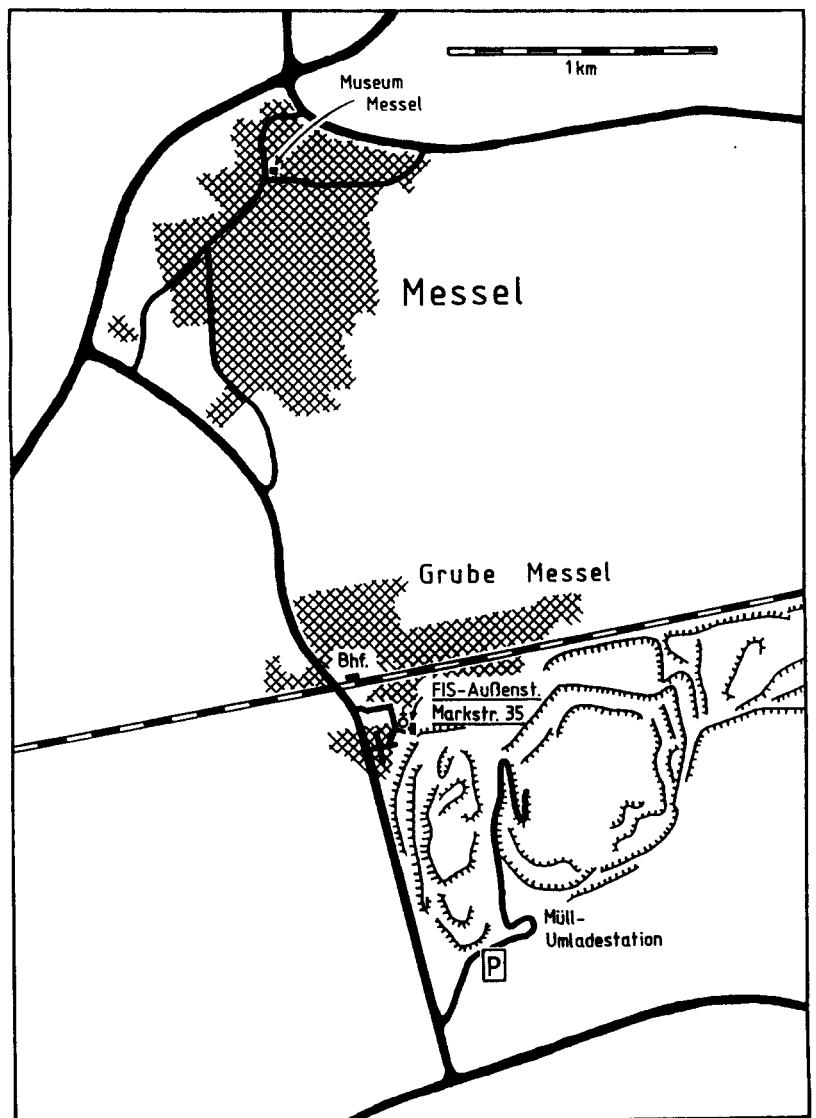 1 km
Museum
Messel
Messel
Grube Messel
Bhf.
FIS-Außenst.
Markstr. 35
Müll-
Umladestation
P